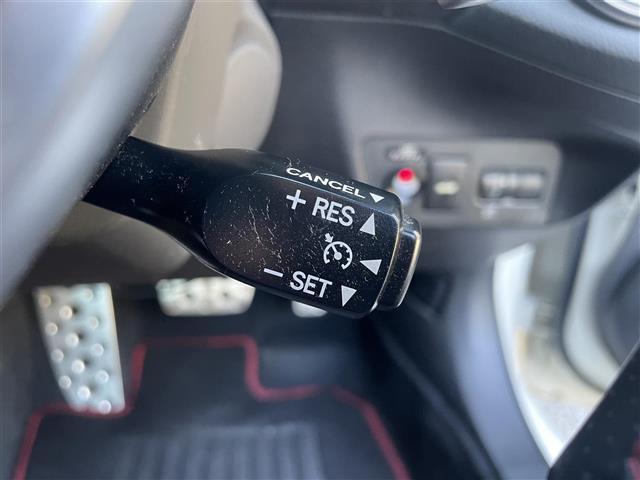 CANCEL ▼
+ RES ▲
◀
− SET ▼